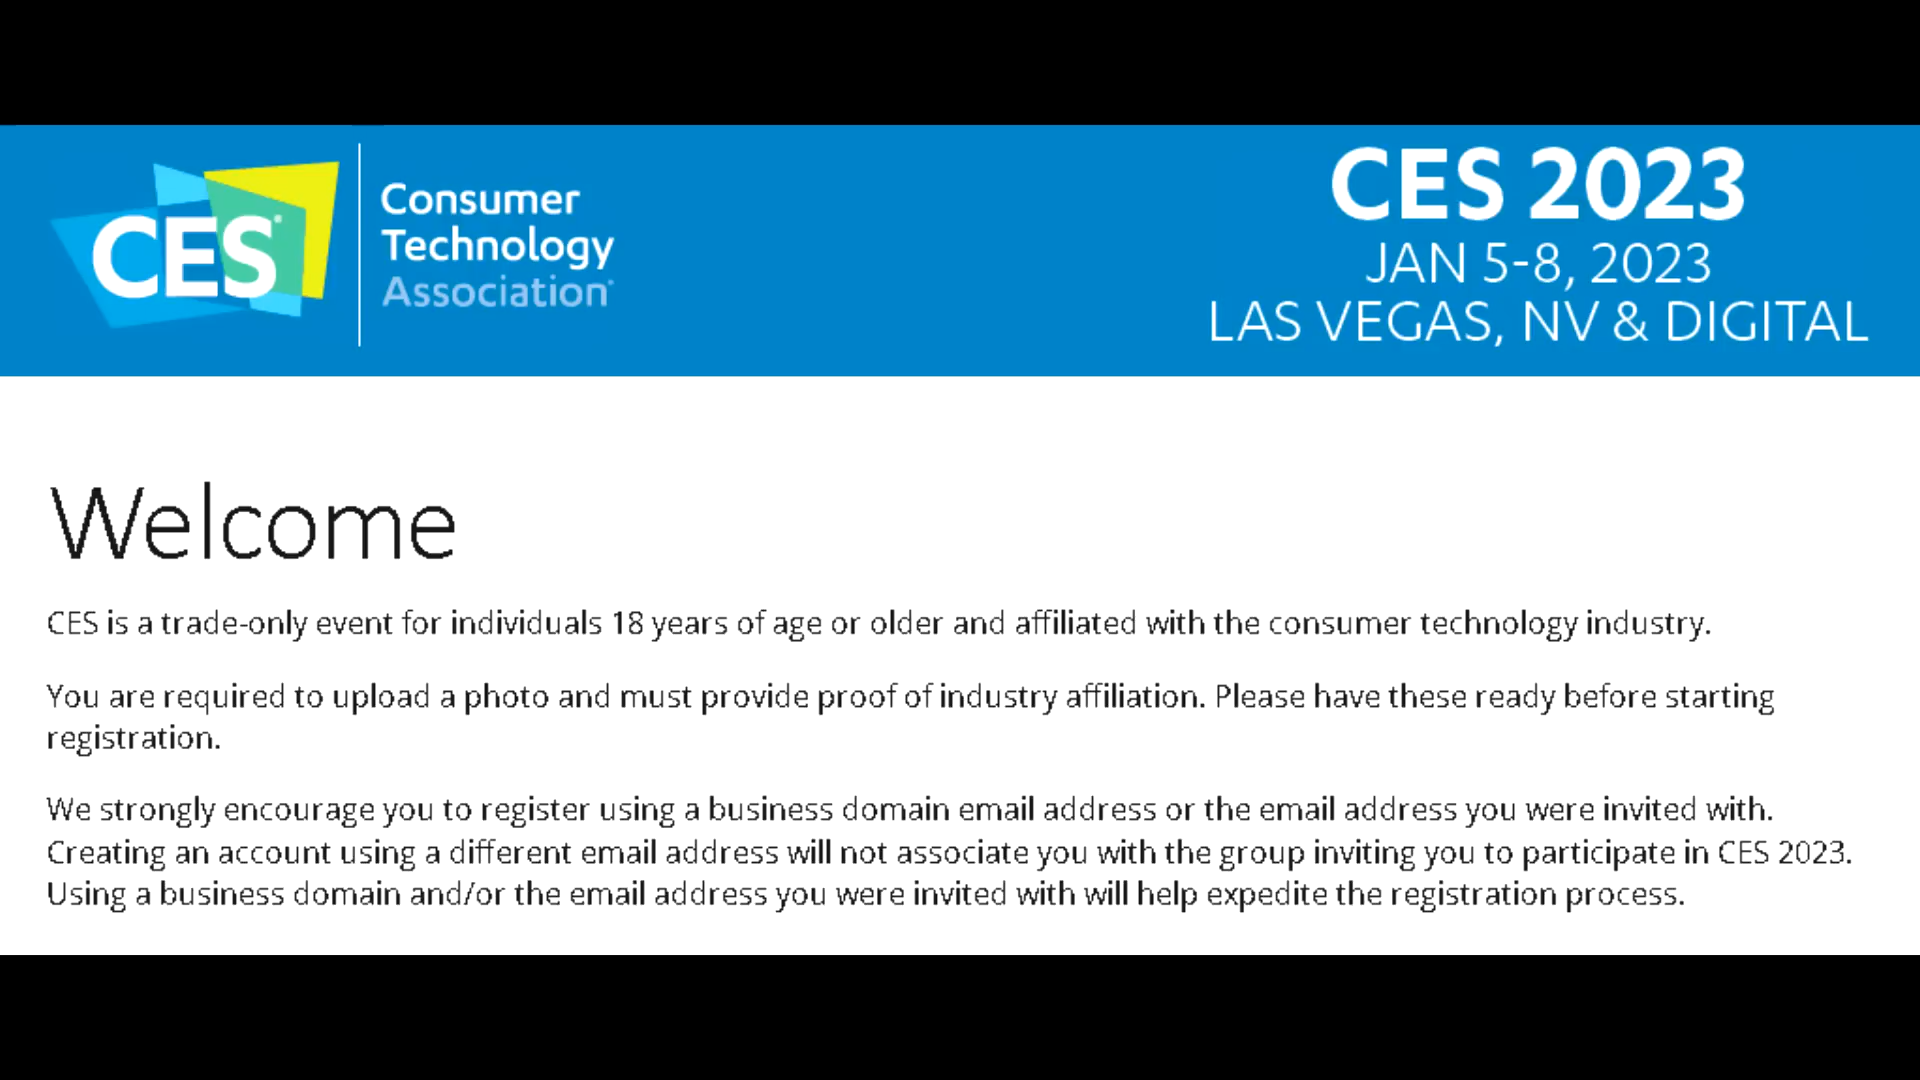 CES
Consumer
Technology
Association
CES 2023
JAN 5-8, 2023
LAS VEGAS, NV & DIGITAL
Welcome
CES is a trade-only event for individuals 18 years of age or older and affiliated with the consumer technology industry.
You are required to upload a photo and must provide proof of industry affiliation. Please have these ready before starting
registration.
We strongly encourage you to register using a business domain email address or the email address you were invited with.
Creating an account using a different email address will not associate you with the group inviting you to participate in CES 2023.
Using a business domain and/or the email address you were invited with will help expedite the registration process.